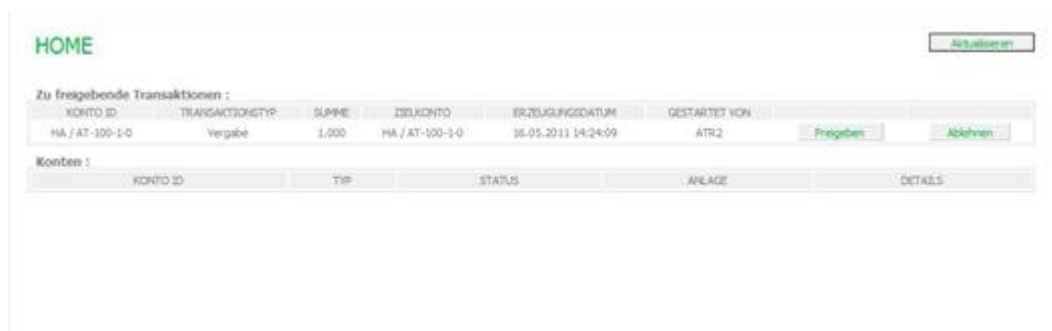 HOME
Aktualisieren
Zu freigebende Transaktionen :
KONTO ID TRANSAKTIONSTYP SUMME ZIELKONTO ERZEUGUNGSDATUM GESTARTET VON
HA / AT-100-1-0 Vergabe 1,000 HA / AT-100-1-0 16.05.2011 14:24:09 ATR2 Freigeben Ablehnen
Konten :
KONTO ID TYP STATUS ANLAGE DETAILS